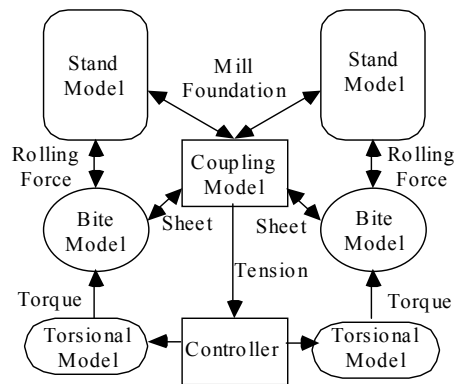 Stand
Model
Mill
Foundation
Stand
Model
Rolling
Force
Coupling
Model
Rolling
Force
Bite
Model
Sheet
Sheet
Bite
Model
Tension
Torque
Torque
Torsional
Model
Controller
Torsional
Model